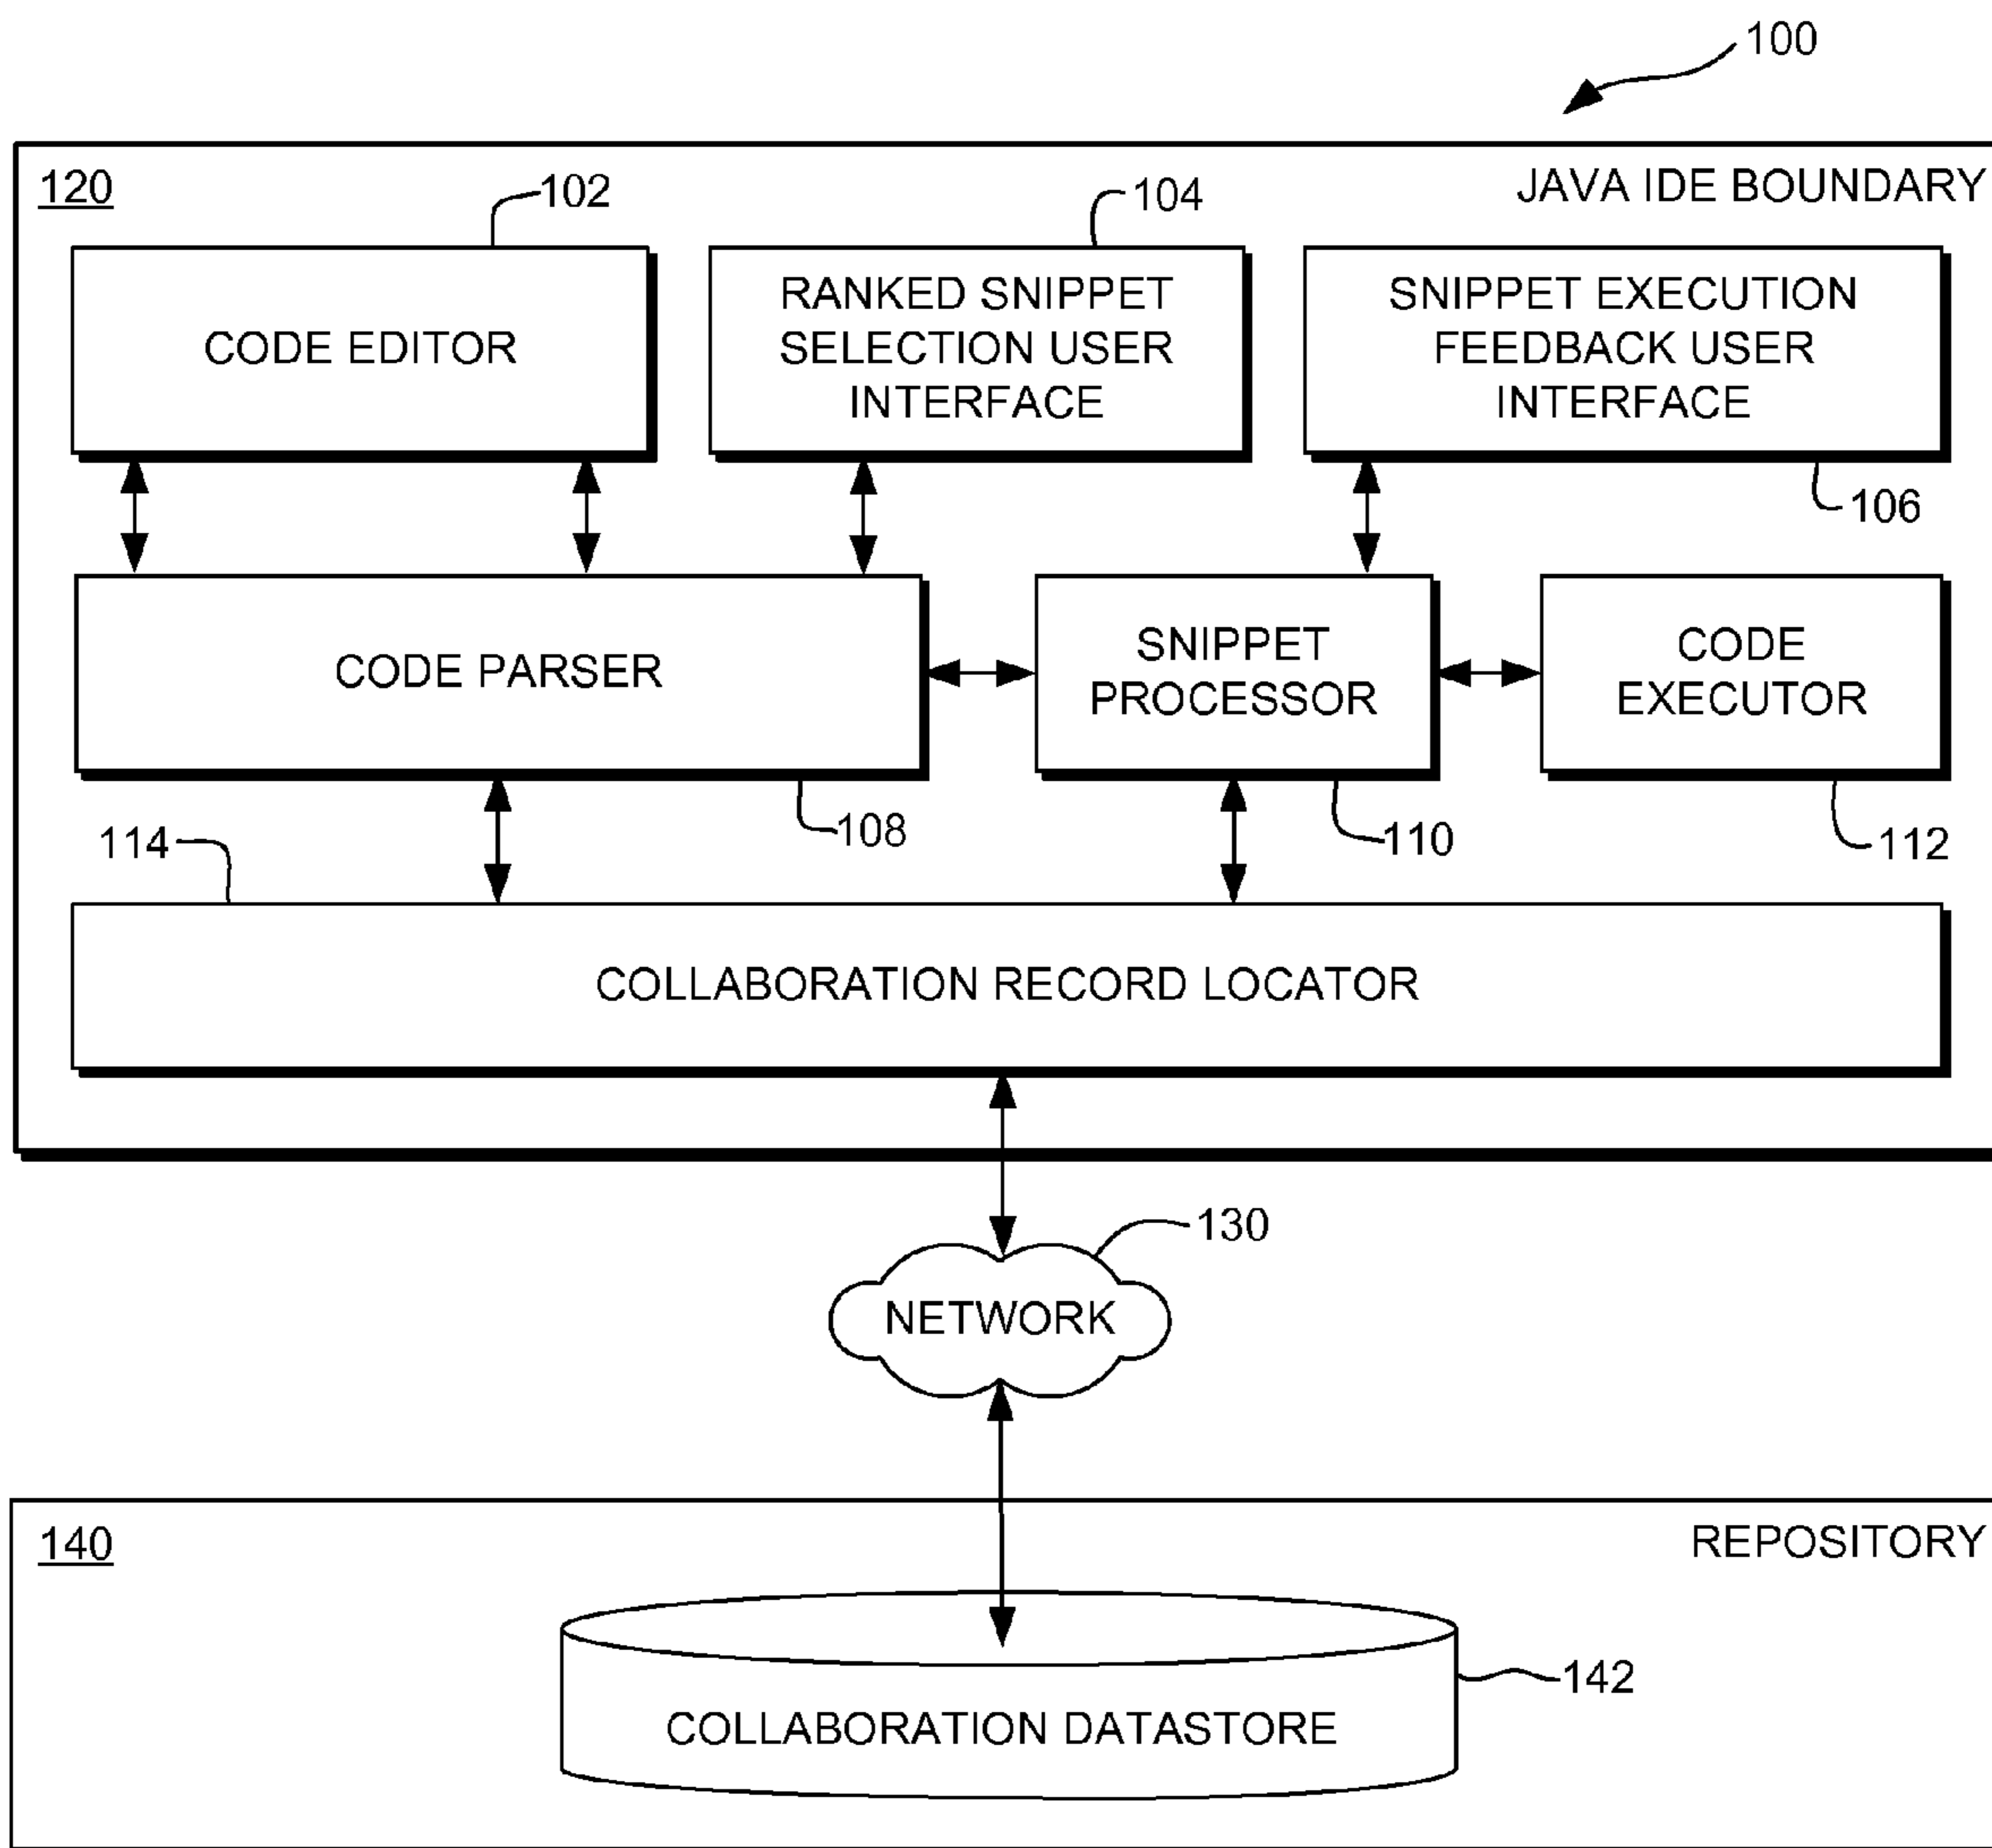 100
120
JAVA IDE BOUNDARY
102
104
CODE EDITOR
RANKED SNIPPET
SELECTION USER
INTERFACE
SNIPPET EXECUTION
FEEDBACK USER
INTERFACE
106
CODE PARSER
SNIPPET
PROCESSOR
CODE
EXECUTOR
114
108
110
112
COLLABORATION RECORD LOCATOR
130
NETWORK
140
REPOSITORY
142
COLLABORATION DATASTORE